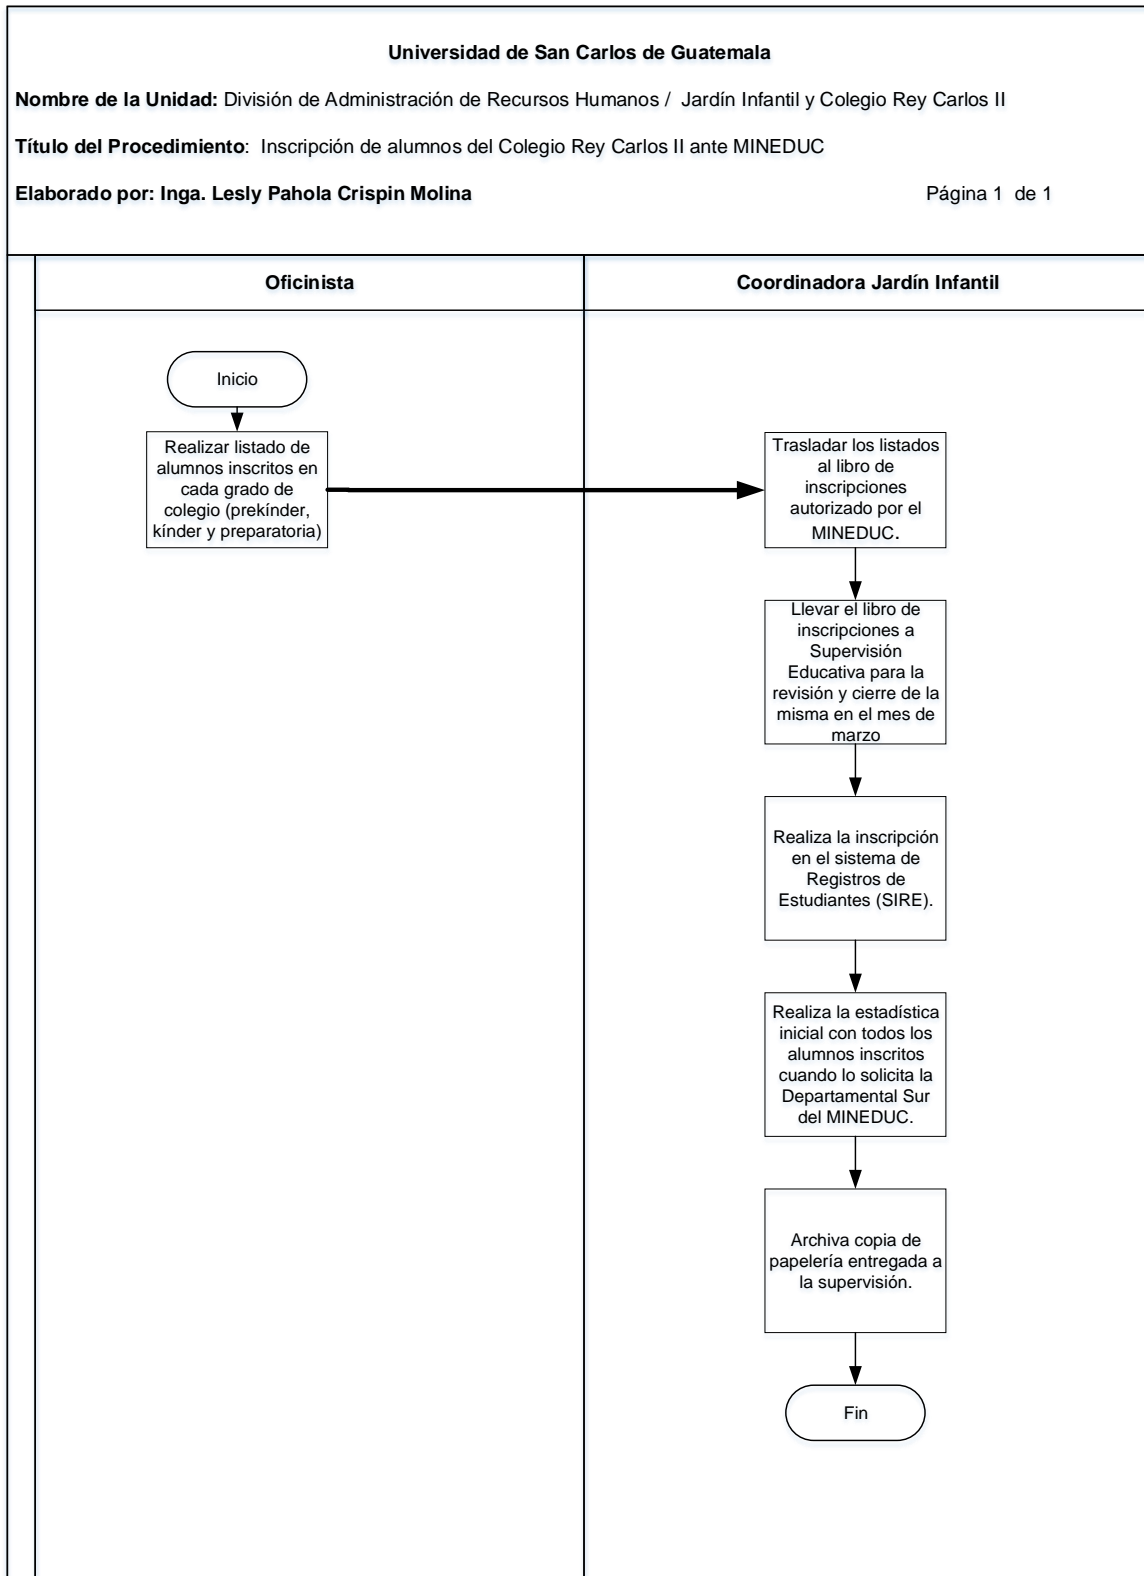 Universidad de San Carlos de Guatemala
Nombre de la Unidad: División de Administración de Recursos Humanos / Jardín Infantil y Colegio Rey Carlos II
Título del Procedimiento: Inscripción de alumnos del Colegio Rey Carlos II ante MINEDUC
Elaborado por: Inga. Lesly Pahola Crispin Molina Página 1 de 1
Oficinista
Coordinadora Jardín Infantil
Inicio
Realizar listado de
alumnos inscritos en
cada grado de
colegio (prekínder,
kínder y preparatoria)
Trasladar los listados
al libro de
inscripciones
autorizado por el
MINEDUC.
Llevar el libro de
inscripciones a
Supervisión
Educativa para la
revisión y cierre de la
misma en el mes de
marzo
Realiza la inscripción
en el sistema de
Registros de
Estudiantes (SIRE).
Realiza la estadística
inicial con todos los
alumnos inscritos
cuando lo solicita la
Departamental Sur
del MINEDUC.
Archiva copia de
papelería entregada a
la supervisión.
Fin